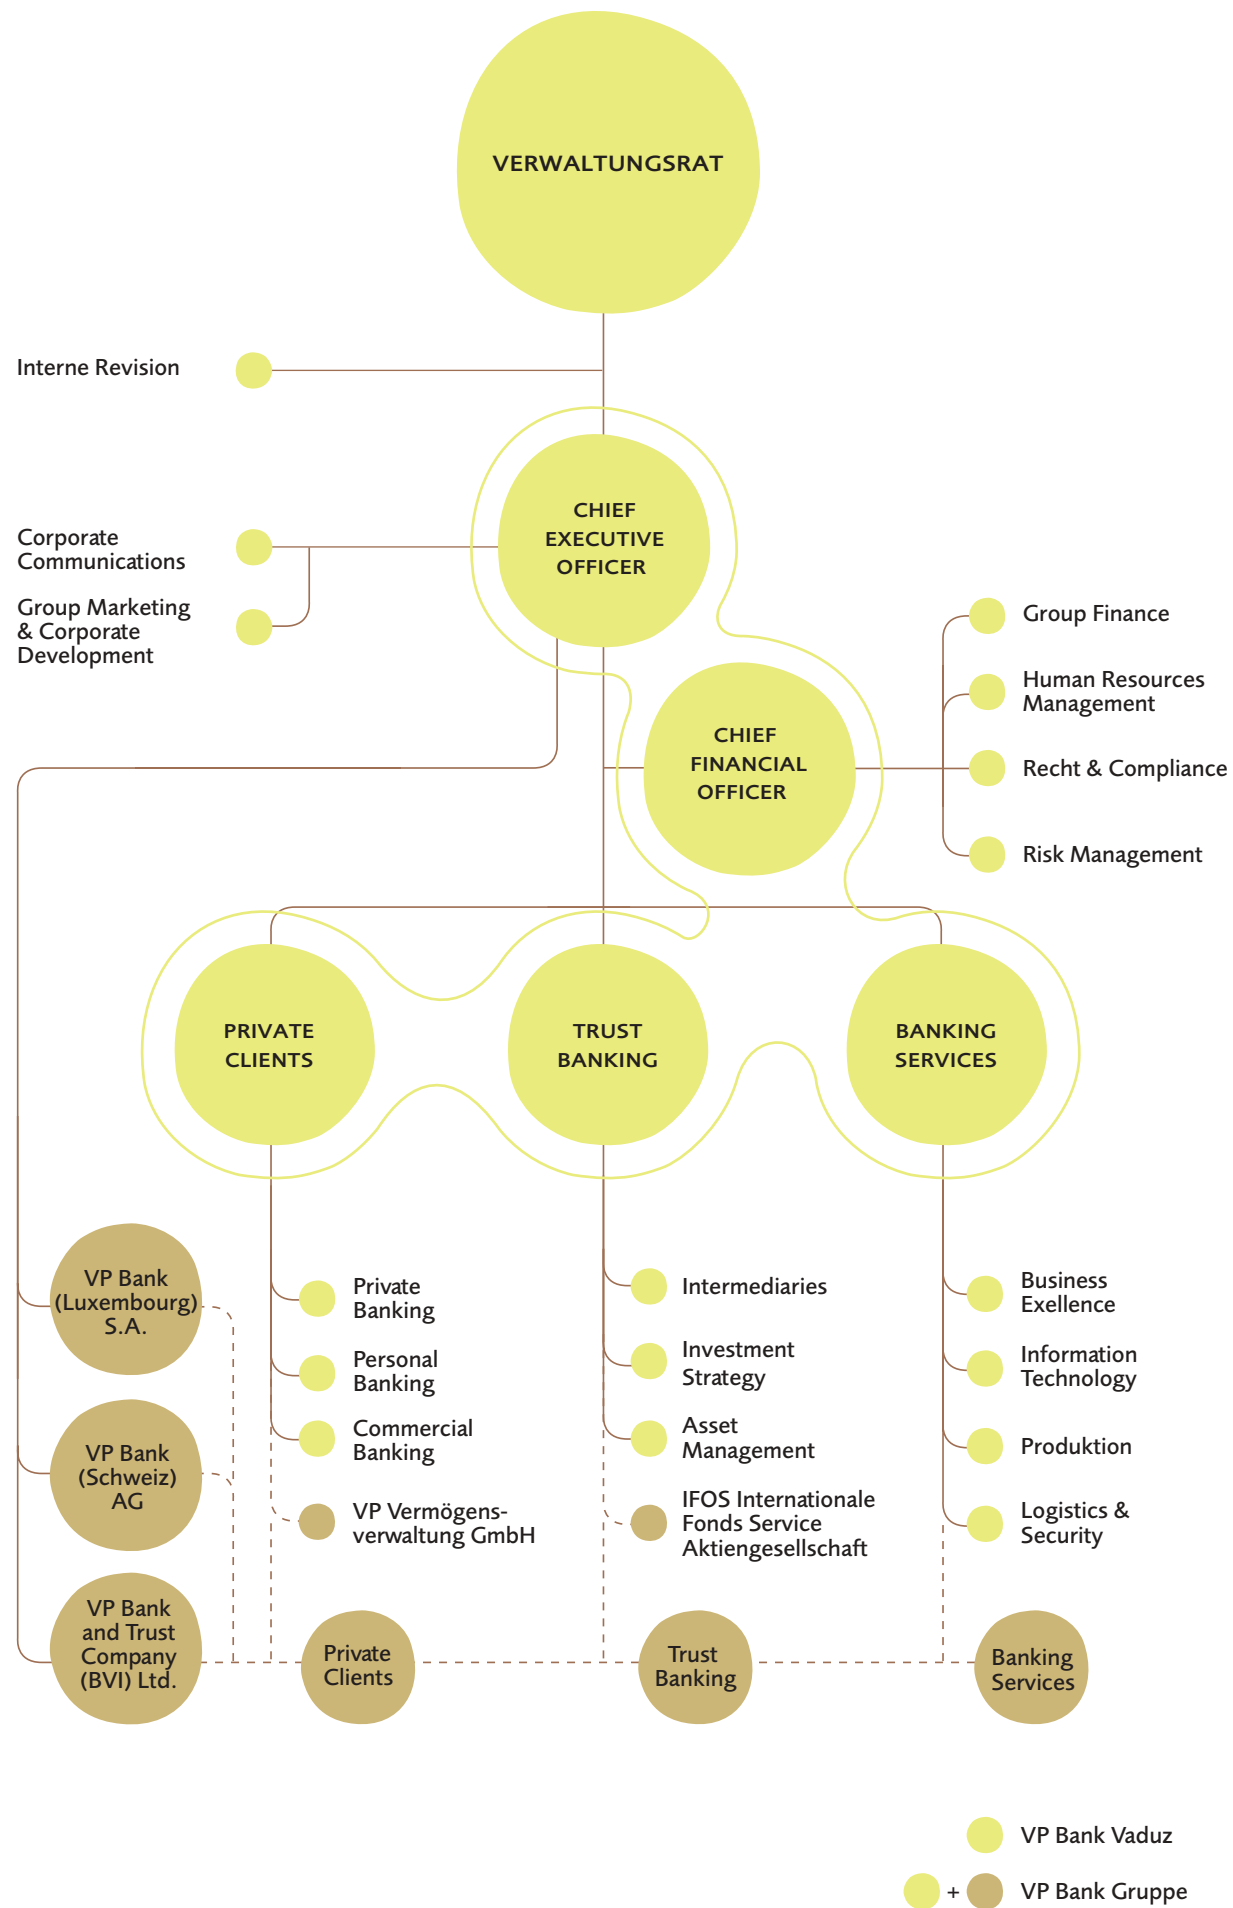 VERWALTUNGSRAT
Interne Revision
CHIEF
EXECUTIVE
OFFICER
Corporate
Communications
Group Marketing
& Corporate
Development
CHIEF
FINANCIAL
OFFICER
Group Finance
Human Resources
Management
Recht & Compliance
Risk Management
PRIVATE
CLIENTS
TRUST
BANKING
BANKING
SERVICES
VP Bank
(Luxembourg)
S.A.
VP Bank
(Schweiz)
AG
VP Bank
and Trust
Company
(BVI) Ltd.
Private
Banking
Personal
Banking
Commercial
Banking
VP Vermögens-
verwaltung GmbH
Intermediaries
Investment
Strategy
Asset
Management
IFOS Internationale
Fonds Service
Aktiengesellschaft
Business
Exellence
Information
Technology
Produktion
Logistics &
Security
Private
Clients
Trust
Banking
Banking
Services
VP Bank Vaduz
+ VP Bank Gruppe